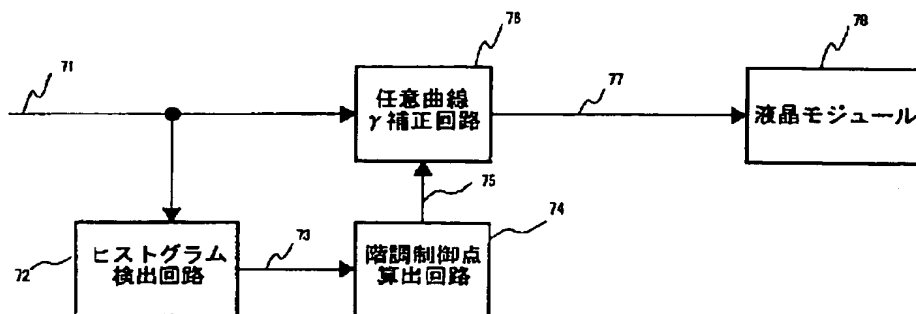 71
76
任意曲線
γ補正回路
77
78
液晶モジュール
75
72
ヒストグラム
検出回路
73
階調制御点
算出回路
74